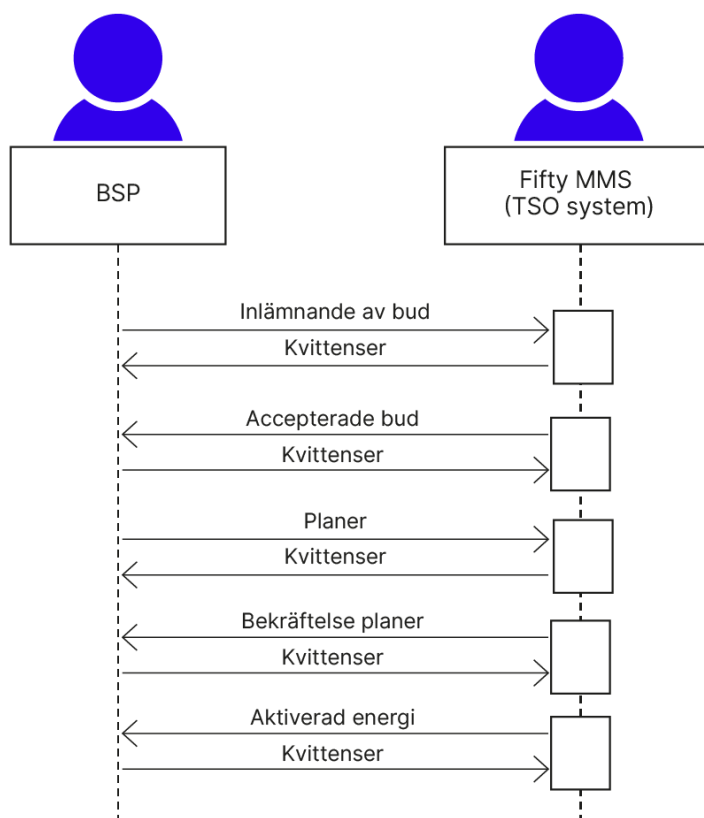 BSP
Fifty MMS
(TSO system)
Inlämnande av bud
Kvittenser
Accepterade bud
Kvittenser
Planer
Kvittenser
Bekräftelse planer
Kvittenser
Aktiverad energi
Kvittenser